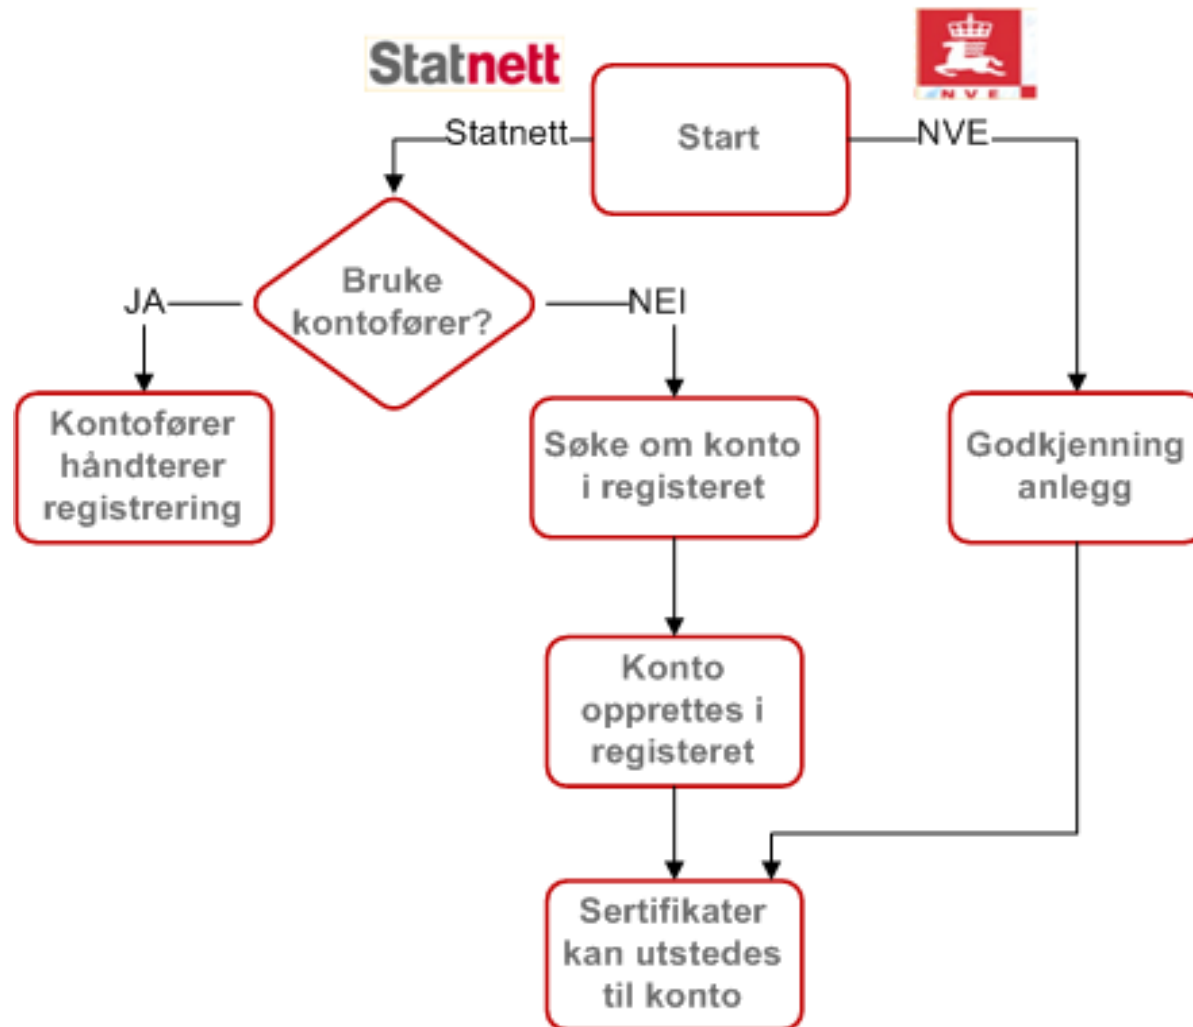 Statnett
NVE
Statnett
Start
NVE
Bruke
kontofører?
JA
NEI
Kontofører
håndterer
registrering
Søke om konto
i registeret
Godkjenning
anlegg
Konto
opprettes i
registeret
Sertifikater
kan utstedes
til konto